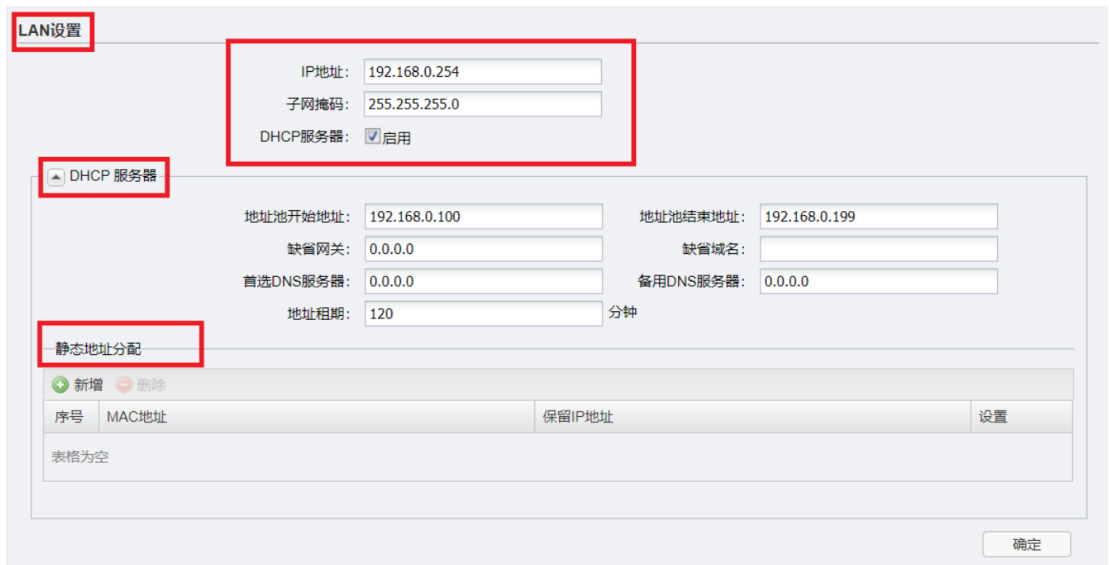 LAN设置
IP地址： 192.168.0.254
子网掩码： 255.255.255.0
DHCP服务器： 启用
DHCP 服务器
地址池开始地址： 192.168.0.100 地址池结束地址： 192.168.0.199
缺省网关： 0.0.0.0 缺省域名：
首选DNS服务器： 0.0.0.0 备用DNS服务器： 0.0.0.0
地址租期： 120 分钟
静态地址分配
新增 删除
序号 MAC地址 保留IP地址 设置
表格为空
确定